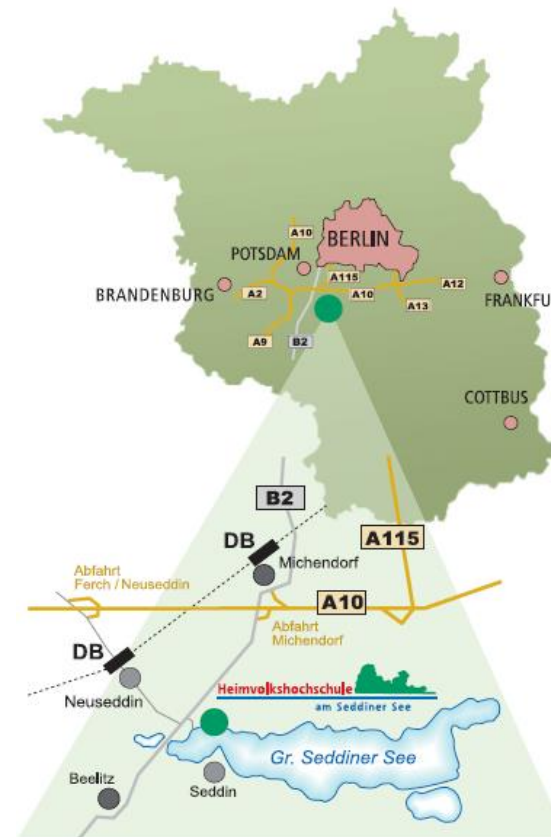 A10
BERLIN
POTSDAM
A115
A12
BRANDENBURG
A2
A10
FRANKFU
A13
A9
B2
COTTBUS
B2
DB
A115
Michendorf
Abfahrt
Ferch / Neuseddin
A10
Abfahrt
Michendorf
DB
Neuseddin
Heimvolkshochschule
am Seddiner See
Gr. Seddiner See
Beelitz
Seddin